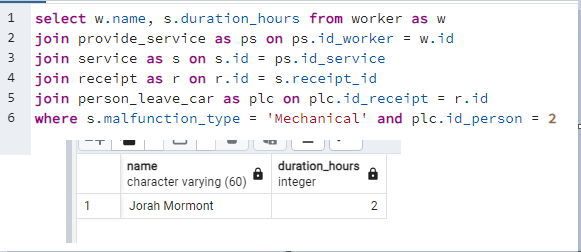 1 select w.name, s.duration_hours from worker as w
2 join provide_service as ps on ps.id_worker = w.id
3 join service as s on s.id = ps.id_service
4 join receipt as r on r.id = s.receipt_id
5 join person_leave_car as plc on plc.id_receipt = r.id
6 where s.malfunction_type = 'Mechanical' and plc.id_person = 2
name duration_hours
character varying (60) integer
1 Jorah Mormont 2